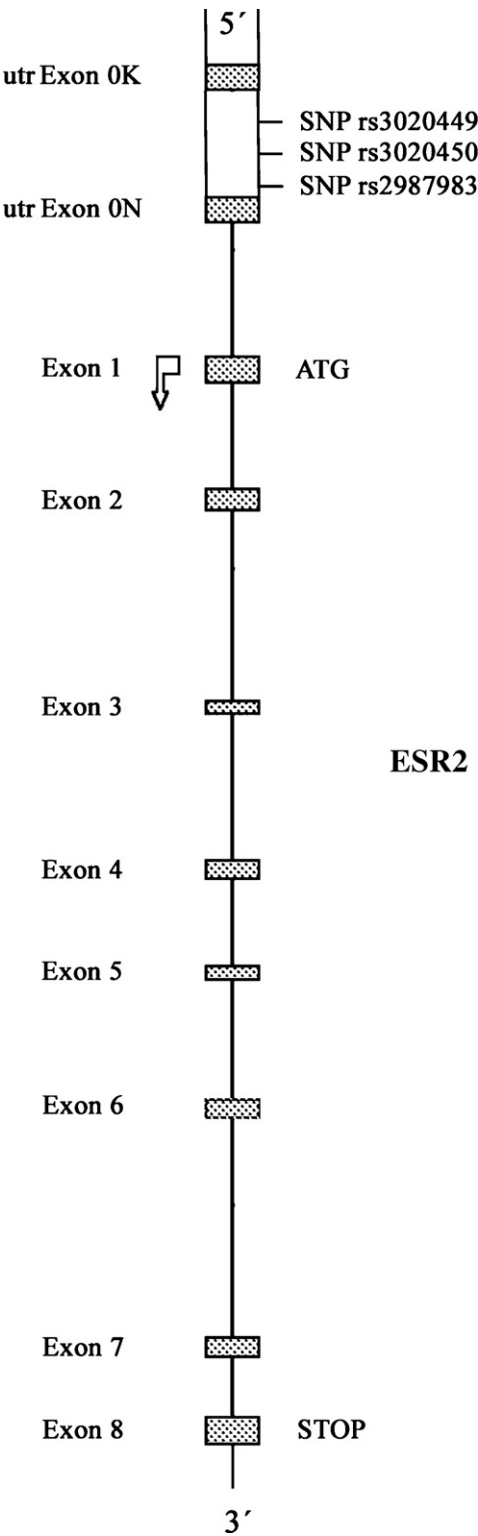 5´
utr Exon 0K
SNP rs3020449
SNP rs3020450
SNP rs2987983
utr Exon 0N
Exon 1 ATG
Exon 2
Exon 3
ESR2
Exon 4
Exon 5
Exon 6
Exon 7
Exon 8 STOP
3´